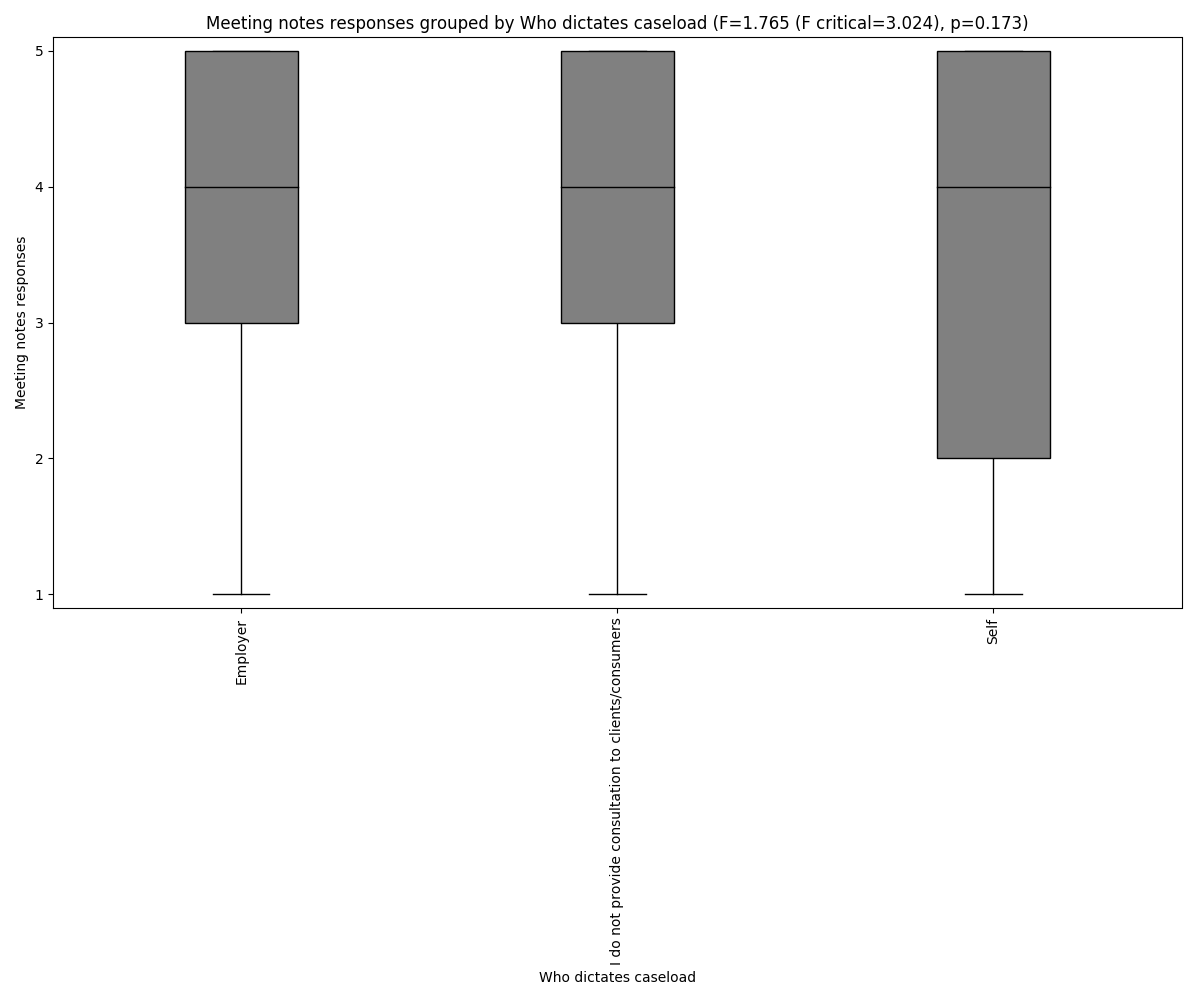 Meeting notes responses grouped by Who dictates caseload (F=1.765 (F critical=3.024), p=0.173)
Meeting notes responses
5
4
3
2
1
Employer
I do not provide consultation to clients/consumers
Self
Who dictates caseload